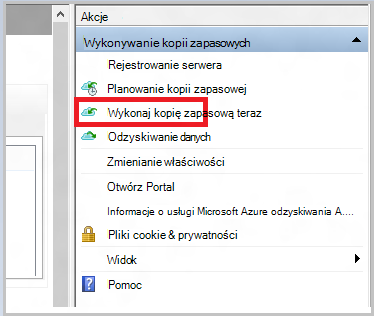 Akcje
Wykonywanie kopii zapasowych
Rejestrowanie serwera
Planowanie kopii zapasowej
Wykonaj kopię zapasową teraz
Odzyskiwanie danych
Zmienianie właściwości
Otwórz Portal
Informacje o usługi Microsoft Azure odzyskiwania A....
Pliki cookie & prywatności
Widok
Pomoc